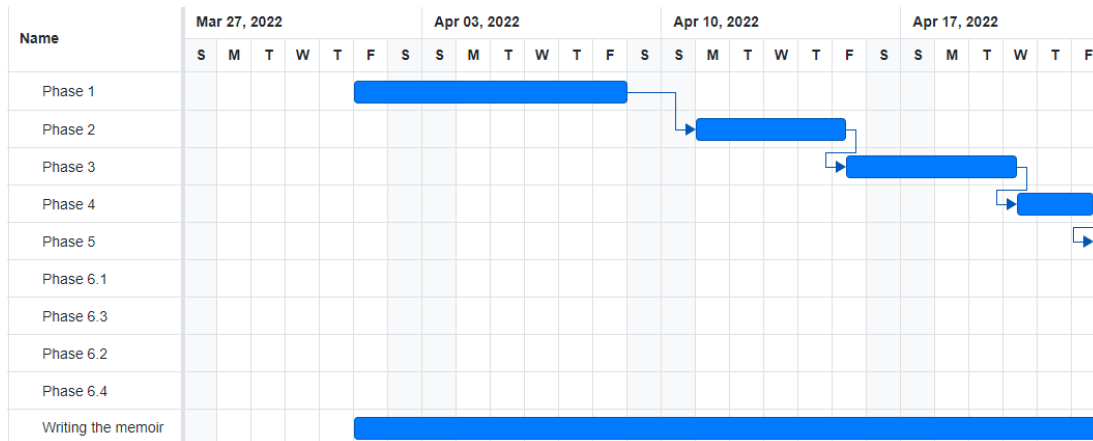 Name
Mar 27, 2022 Apr 03, 2022 Apr 10, 2022 Apr 17, 2022
S M T W T F S S M T W T F S S M T W T F S S M T W T F
Phase 1
Phase 2
Phase 3
Phase 4
Phase 5
Phase 6.1
Phase 6.3
Phase 6.2
Phase 6.4
Writing the memoir